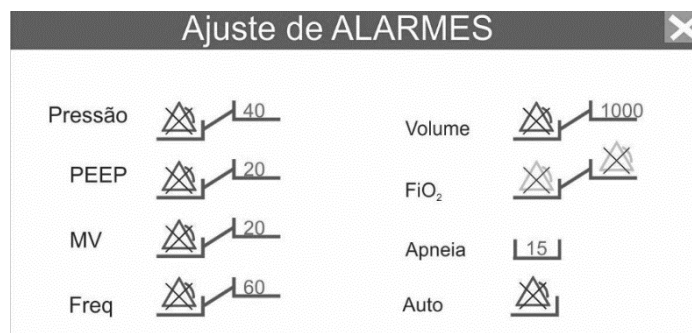 Ajuste de ALARMES
Pressão 40
PEEP 20
MV 20
Freq 60
Volume 1000
FiO₂
Apneia 15
Auto